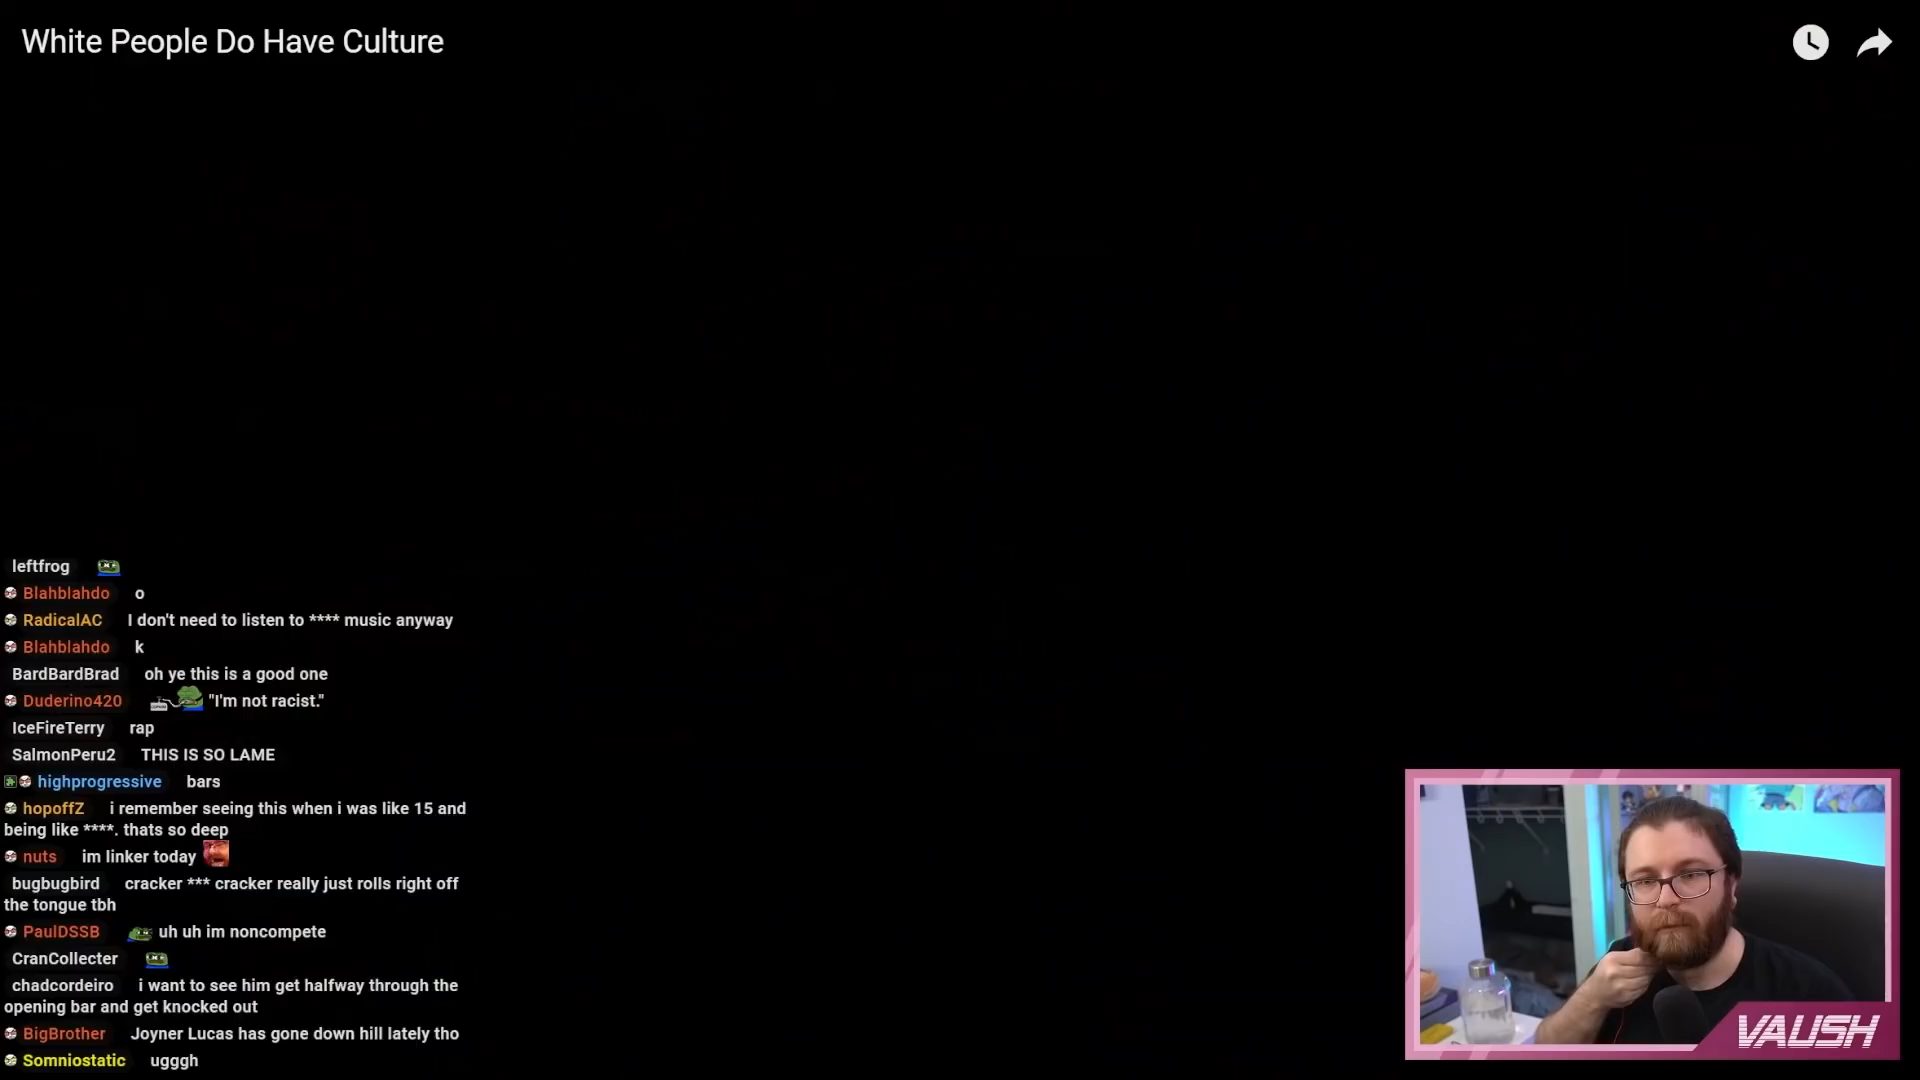 White People Do Have Culture
leftfrog
Blahblahdo o
RadicalAC I don't need to listen to **** music anyway
Blahblahdo k
BardBardBrad oh ye this is a good one
Duderino420 "I'm not racist."
IceFireTerry rap
SalmonPeru2 THIS IS SO LAME
highprogressive bars
hopoffZ i remember seeing this when i was like 15 and
being like ****. thats so deep
nuts im linker today
bugbugbird cracker *** cracker really just rolls right off
the tongue tbh
PaulDSSB uh uh im noncompete
CranCollecter
chadcordeiro i want to see him get halfway through the
opening bar and get knocked out
BigBrother Joyner Lucas has gone down hill lately tho
Somniostatic ugggh
VAUSH